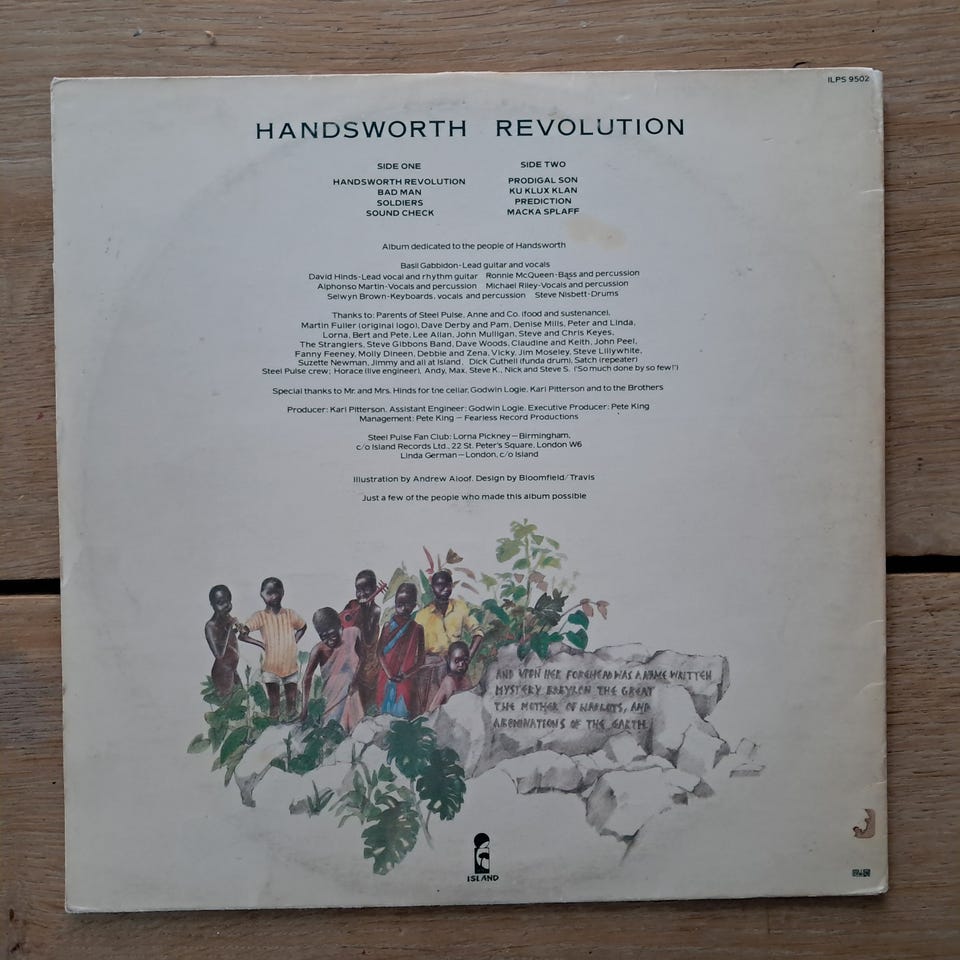 ILPS 9502
HANDSWORTH REVOLUTION
SIDE ONE
HANDSWORTH REVOLUTION
BAD MAN
SOLDIERS
SOUND CHECK
SIDE TWO
PRODIGAL SON
KU KLUX KLAN
PREDICTION
MACKA SPLAFF
Album dedicated to the people of Handsworth
Basil Gabbidon-Lead guitar and vocals
David Hinds-Lead vocal and rhythm guitar Ronnie McQueen-Bass and percussion
Alphonso Martin-Vocals and percussion Michael Riley-Vocals and percussion
Selwyn Brown-Keyboards, vocals and percussion Steve Nisbett-Drums
Thanks to: Parents of Steel Pulse, Anne and Co. (food and sustenance),
Martin Fuller (original logo), Dave Derby and Pam, Denise Mills, Peter and Linda,
Lorna, Bert and Pete, Lee Allan, John Mulligan, Steve and Chris Keyes,
The Stranglers, Steve Gibbons Band, Dave Woods, Claudine and Keith, John Peel,
Fanny Feeney, Molly Dineen, Debbie and Zena, Vicky, Jim Moseley, Steve Lillywhite,
Suzette Newman, Jimmy and all at Island, Dick Cuthell (funda drum), Satch (repeater)
Steel Pulse crew; Horace (live engineer), Andy, Max, Steve K., Nick and Steve S. ('So much done by so few!')
Special thanks to Mr. and Mrs. Hinds for the cellar, Godwin Logie, Karl Pitterson and to the Brothers
Producer: Karl Pitterson. Assistant Engineer: Godwin Logie. Executive Producer: Pete King
Management: Pete King – Fearless Record Productions
Steel Pulse Fan Club: Lorna Pickney – Birmingham,
c/o Island Records Ltd., 22 St. Peter's Square, London W6
Linda German – London, c/o Island
Illustration by Andrew Aloof. Design by Bloomfield/Travis
Just a few of the people who made this album possible
AND UPON HER FOREHEAD WAS A NAME WRITTEN
MYSTERY BABYLON THE GREAT
THE MOTHER OF HARLOTS, AND
ABOMINATIONS OF THE EARTH
ISLAND